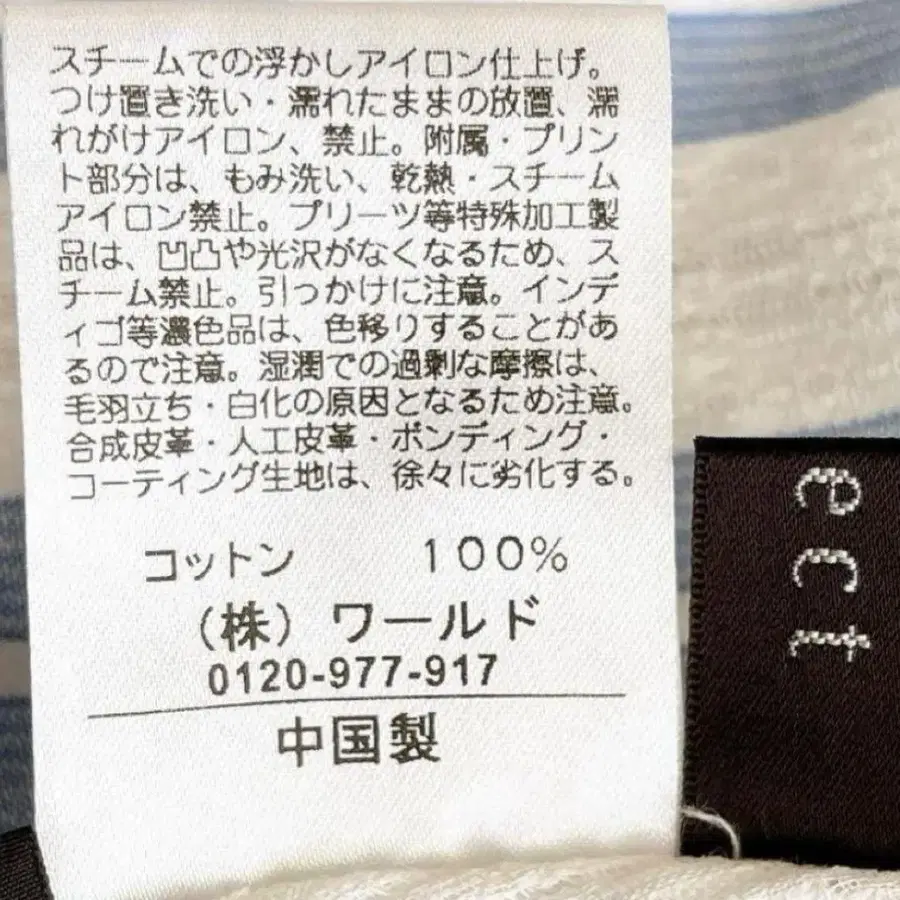 スチームでの浮かしアイロン仕上げ。
つけ置き洗い・濡れたままの放置、濡
れがけアイロン、禁止。附属・プリン
ト部分は、もみ洗い、乾熱・スチーム
アイロン禁止。プリーツ等特殊加工製
品は、凹凸や光沢がなくなるため、ス
チーム禁止。引っかけに注意。インデ
ィゴ等濃色品は、色移りすることがあ
るので注意。湿潤での過剰な摩擦は、
毛羽立ち・白化の原因となるため注意。
合成皮革・人工皮革・ボンディング・
コーティング生地は、徐々に劣化する。
コットン 100%
(株)ワールド
0120-977-917
中国製
ect